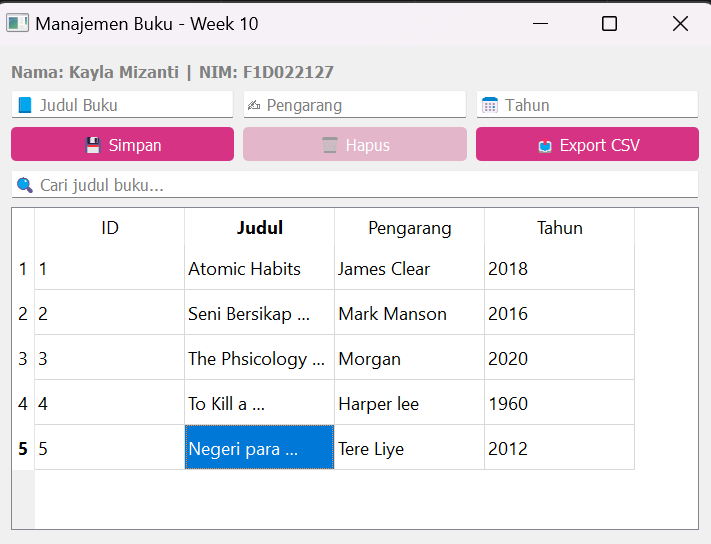 Manajemen Buku - Week 10
Nama: Kayla Mizanti | NIM: F1D022127
Judul Buku Pengarang Tahun
Simpan Hapus Export CSV
Cari judul buku...
ID Judul Pengarang Tahun
1 1 Atomic Habits James Clear 2018
2 2 Seni Bersikap ... Mark Manson 2016
3 3 The Phsicology ... Morgan 2020
4 4 To Kill a ... Harper lee 1960
5 5 Negeri para ... Tere Liye 2012